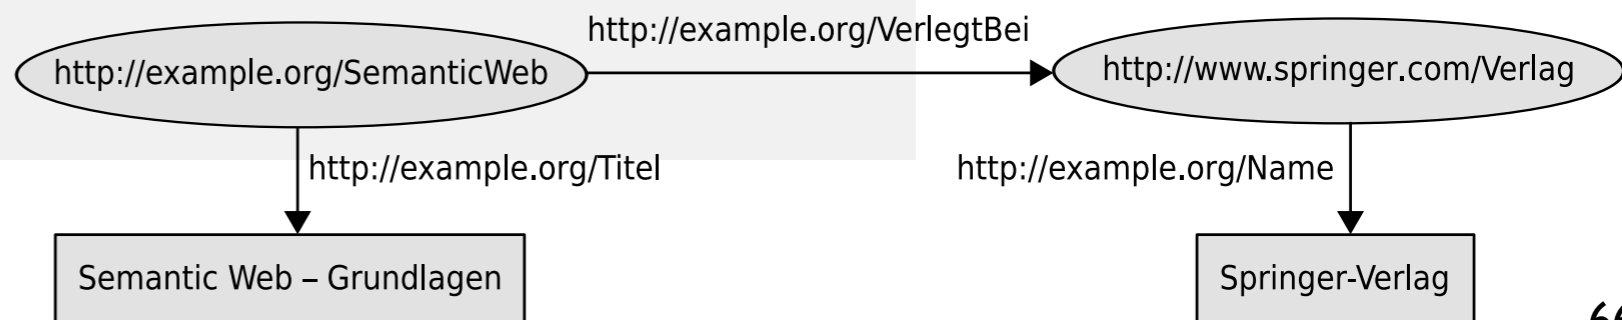 http://example.org/VerlegtBei
http://example.org/SemanticWeb
http://www.springer.com/Verlag
http://example.org/Titel
http://example.org/Name
Semantic Web – Grundlagen
Springer-Verlag